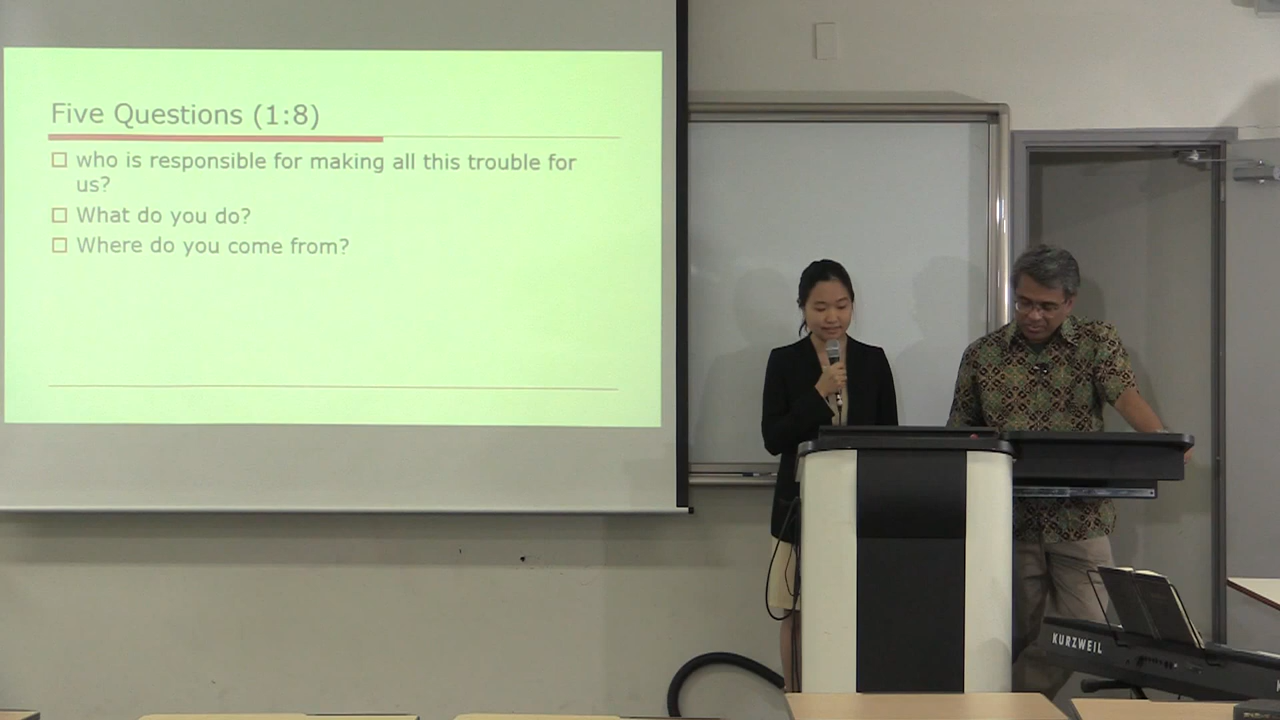 Five Questions (1:8)
who is responsible for making all this trouble for
us?
What do you do?
Where do you come from?
KURZWEIL